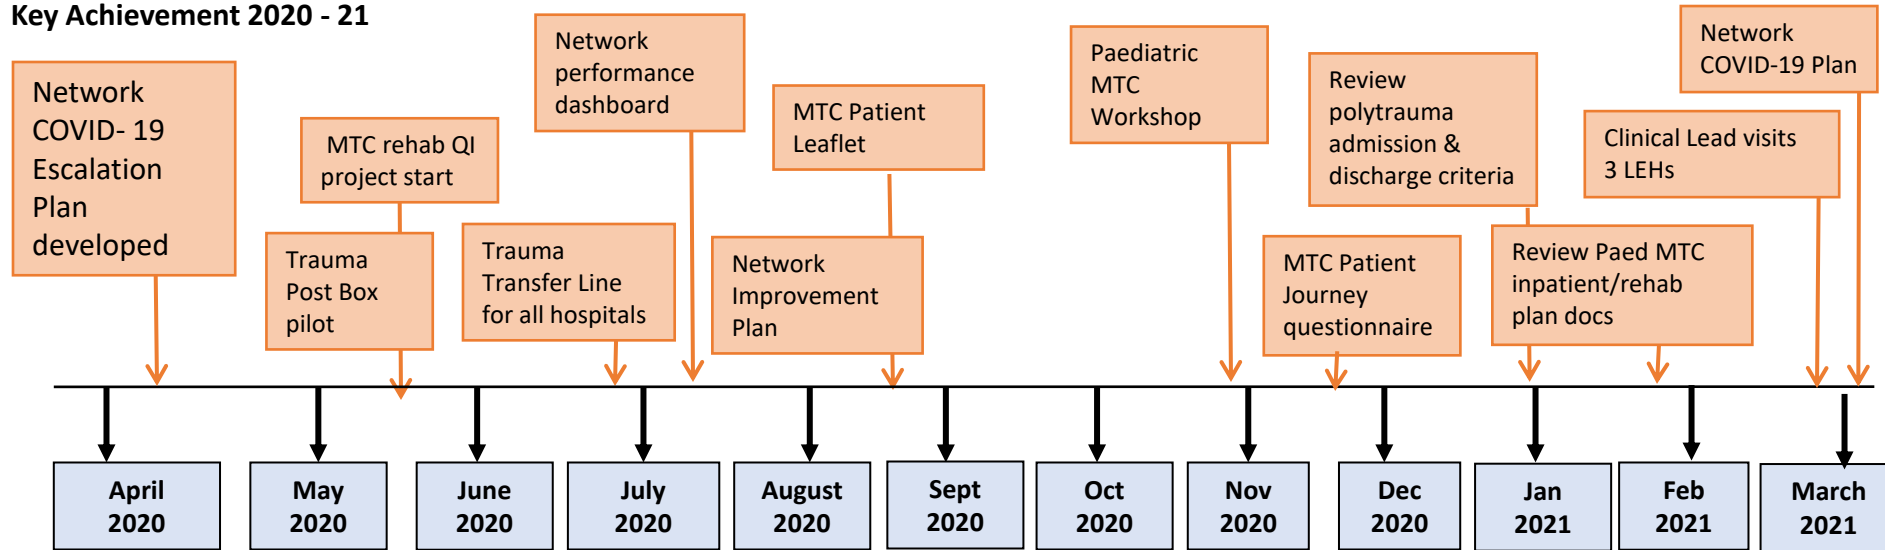 Key Achievement 2020 - 21
Network
COVID- 19
Escalation
Plan
developed
MTC rehab QI
project start
Trauma
Post Box
pilot
Network
performance
dashboard
Trauma
Transfer Line
for all hospitals
MTC Patient
Leaflet
Network
Improvement
Plan
Paediatric
MTC
Workshop
MTC Patient
Journey
questionnaire
Review
polytrauma
admission &
discharge criteria
Review Paed MTC
inpatient/rehab
plan docs
Clinical Lead visits
3 LEHs
Network
COVID-19 Plan
April
2020
May
2020
June
2020
July
2020
August
2020
Sept
2020
Oct
2020
Nov
2020
Dec
2020
Jan
2021
Feb
2021
March
2021